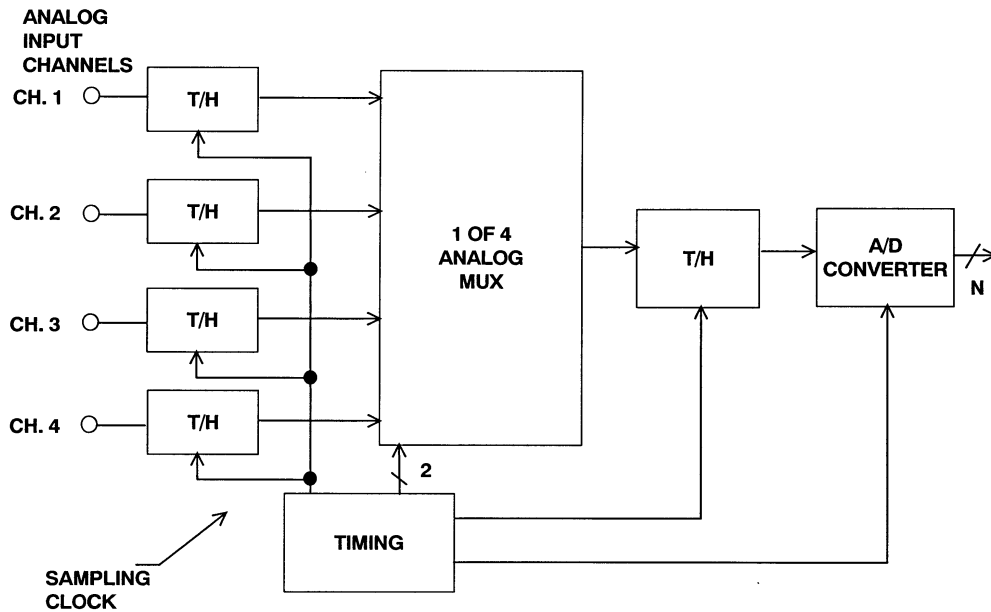 ANALOG
INPUT
CHANNELS
CH. 1
T/H
CH. 2
T/H
CH. 3
T/H
CH. 4
T/H
1 OF 4
ANALOG
MUX
T/H
A/D
CONVERTER
N
2
TIMING
SAMPLING
CLOCK